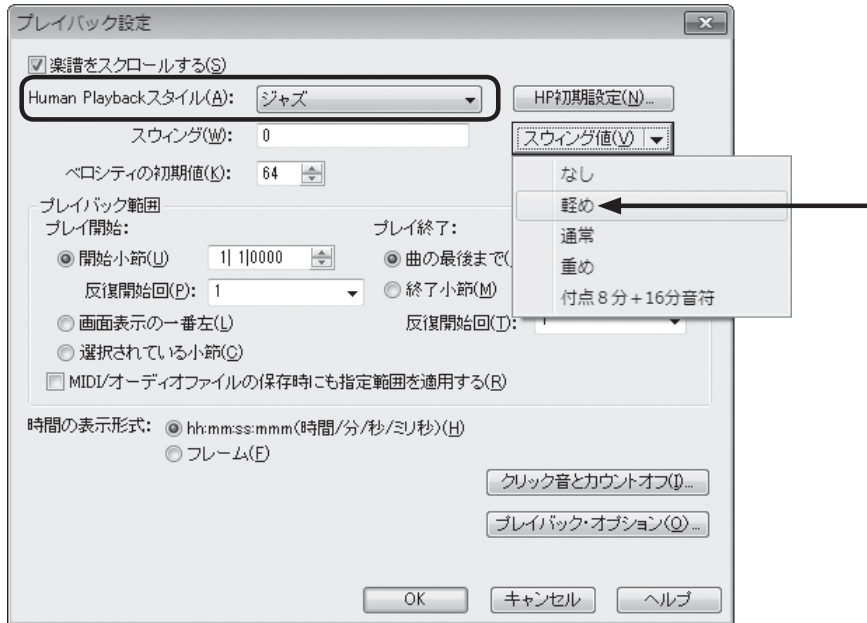 プレイバック設定
楽譜をスクロールする(S)
Human Playbackスタイル(A): ジャズ HP初期設定(N)...
スウィング(W): 0 スウィング値(V)
なし
軽め
通常
重め
付点8分+16分音符
ベロシティの初期値(K): 64
プレイバック範囲
プレイ開始: プレイ終了:
開始小節(U) 1| 1|0000 曲の最後まで(
反復開始回(P): 1 終了小節(M)
画面表示の一番左(L) 反復開始回(T):
選択されている小節(C)
MIDI/オーディオファイルの保存時にも指定範囲を適用する(R)
時間の表示形式: hh:mm:ss:mmm(時間/分/秒/ミリ秒)(H)
フレーム(F)
クリック音とカウントオフ(I)...
プレイバック・オプション(O)...
OK キャンセル ヘルプ